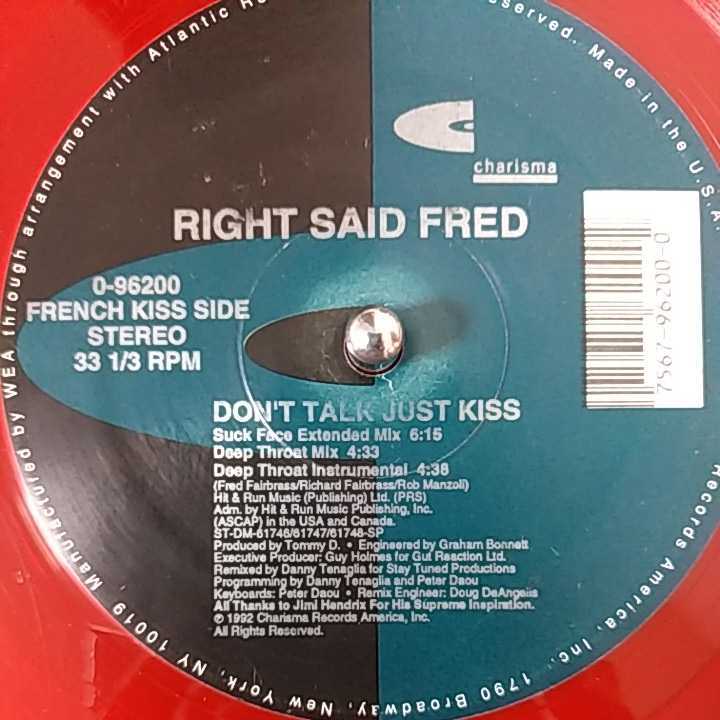 charisma
RIGHT SAID FRED
0-96200
FRENCH KISS SIDE
STEREO
33 1/3 RPM
7567-96200-0
DON'T TALK JUST KISS
Suck Face Extended Mix 6:15
Deep Throat Mix 4:33
Deep Throat Instrumental 4:38
(Fred Fairbrass/Richard Fairbrass/Rob Manzoli)
Hit & Run Music (Publishing) Ltd. (PRS)
Adm. by Hit & Run Music Publishing, Inc.
(ASCAP) in the USA and Canada.
ST-DM-61746/61747/61748-SP
Produced by Tommy D. • Engineered by Graham Bonnett
Executive Producer: Guy Holmes for Gut Reaction Ltd.
Remixed by Danny Tenaglia for Stay Tuned Productions
Programming by Danny Tenaglia and Peter Daou
Keyboards: Peter Daou • Remix Engineer: Doug DeAngelis
All Thanks to Jimi Hendrix For His Supreme Inspiration.
℗ 1992 Charisma Records America, Inc.
All Rights Reserved.
Records America, Inc. 1790 Broadway, New York, NY 10019 Manufactured by WEA through arrangement with Atlantic Re served. Made in the U.S.A.